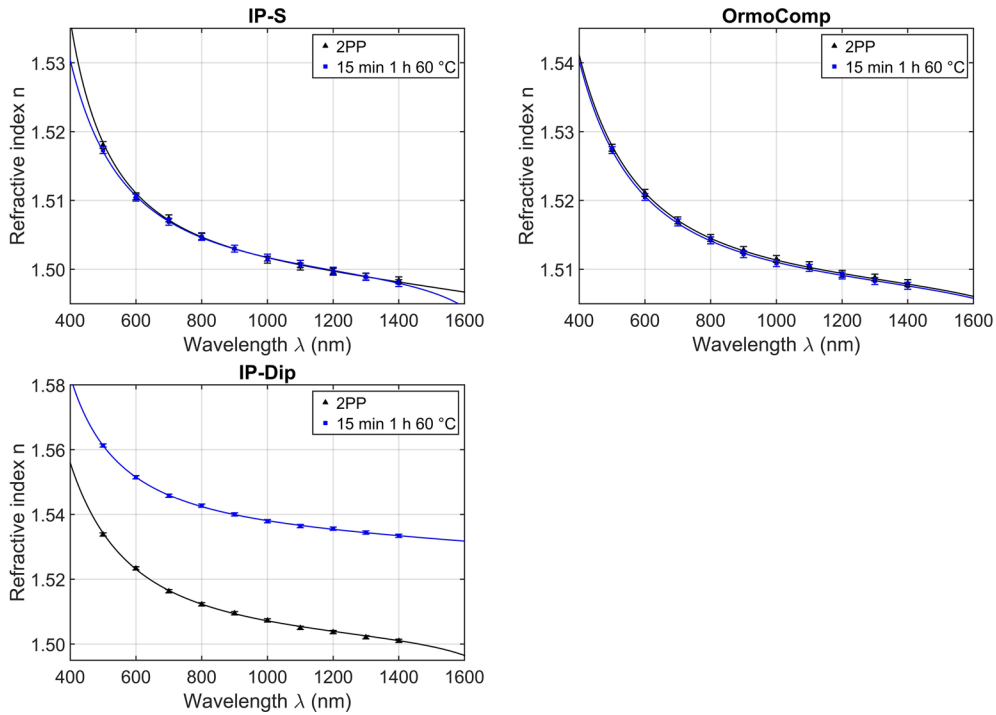 IP-S
OrmoComp
2PP
15 min 1 h 60 °C
2PP
15 min 1 h 60 °C
Refractive index n
1.53
1.52
1.51
1.50
Refractive index n
1.54
1.53
1.52
1.51
400 600 800 1000 1200 1400 1600
400 600 800 1000 1200 1400 1600
Wavelength λ (nm)
Wavelength λ (nm)
IP-Dip
2PP
15 min 1 h 60 °C
Refractive index n
1.58
1.56
1.54
1.52
1.50
400 600 800 1000 1200 1400 1600
Wavelength λ (nm)